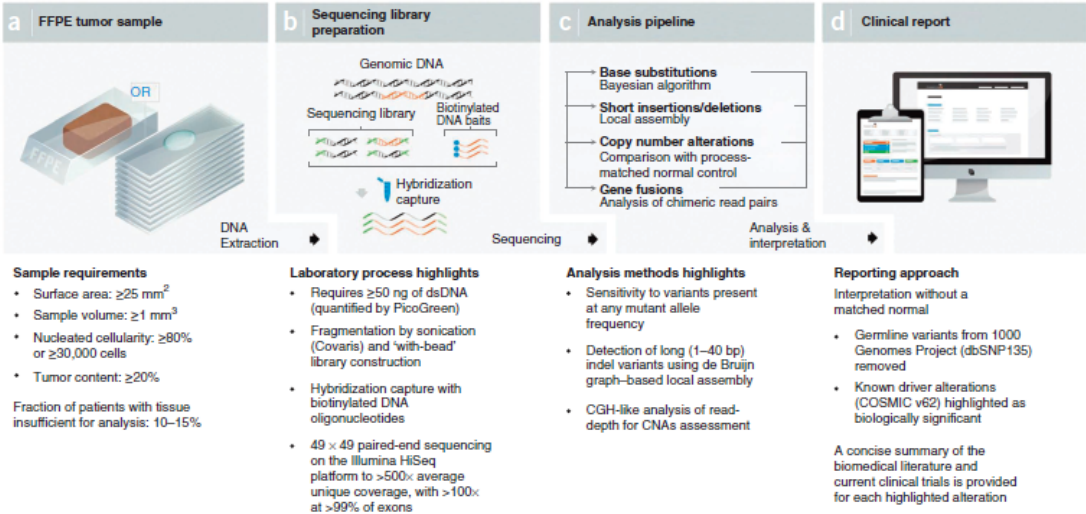 a FFPE tumor sample
OR
FFPE
DNA
Extraction
b Sequencing library
preparation
Genomic DNA
Sequencing library
Biotinylated
DNA baits
Hybridization
capture
Sequencing
c Analysis pipeline
Base substitutions
Bayesian algorithm
Short insertions/deletions
Local assembly
Copy number alterations
Comparison with process-
matched normal control
Gene fusions
Analysis of chimeric read pairs
Analysis &
interpretation
d Clinical report
Sample requirements
• Surface area: ≥25 mm²
• Sample volume: ≥1 mm³
• Nucleated cellularity: ≥80%
or ≥30,000 cells
• Tumor content: ≥20%
Fraction of patients with tissue
insufficient for analysis: 10–15%
Laboratory process highlights
• Requires ≥50 ng of dsDNA
(quantified by PicoGreen)
• Fragmentation by sonication
(Covaris) and ‘with-bead’
library construction
• Hybridization capture with
biotinylated DNA
oligonucleotides
• 49 × 49 paired-end sequencing
on the Illumina HiSeq
platform to >500× average
unique coverage, with >100×
at >99% of exons
Analysis methods highlights
• Sensitivity to variants present
at any mutant allele
frequency
• Detection of long (1–40 bp)
indel variants using de Bruijn
graph–based local assembly
• CGH-like analysis of read-
depth for CNAs assessment
Reporting approach
Interpretation without a
matched normal
• Germline variants from 1000
Genomes Project (dbSNP135)
removed
• Known driver alterations
(COSMIC v62) highlighted as
biologically significant
A concise summary of the
biomedical literature and
current clinical trials is provided
for each highlighted alteration